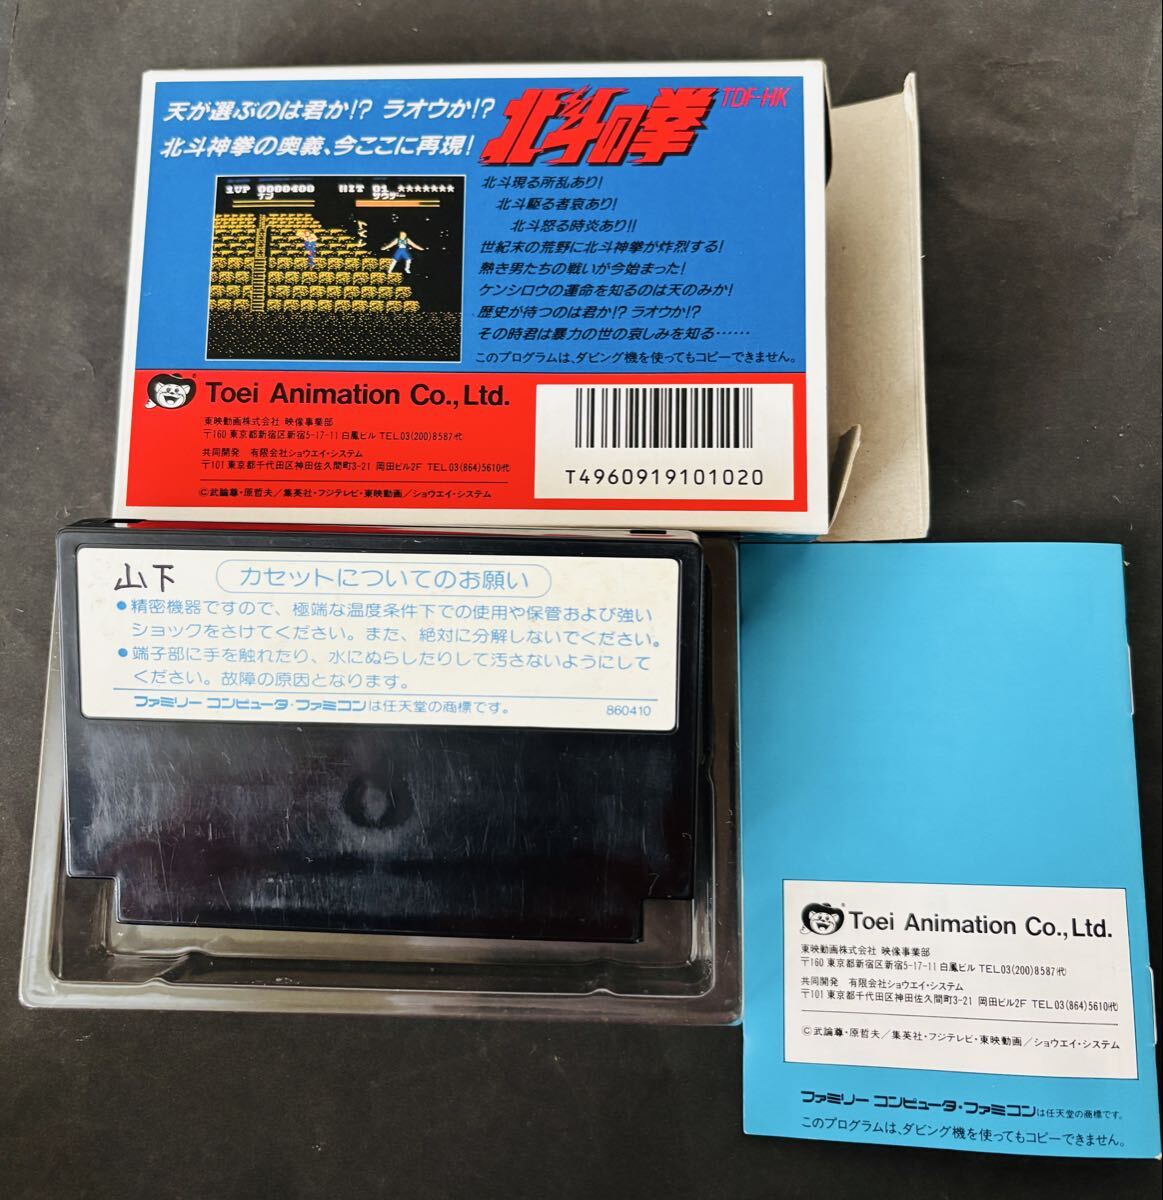 天が選ぶのは君か!? ラオウか!?
北斗神拳の奥義、今ここに再現!
北斗の拳
TDF-HK
1UP 0000400 HIT 01 ★★★★★★★
ケン サウザー
北斗現る所乱あり!
北斗駆る者哀あり!
北斗怒る時炎あり!!
世紀末の荒野に北斗神拳が炸烈する!
熱き男たちの戦いが今始まった!
ケンシロウの運命を知るのは天のみか!
歴史が待つのは君か!? ラオウか!?
その時君は暴力の世の哀しみを知る……
このプログラムは、ダビング機を使ってもコピーできません。
Toei Animation Co., Ltd.
東映動画株式会社 映像事業部
〒160 東京都新宿区新宿5-17-11 白鳳ビル TEL03(200)8587代
共同開発 有限会社ショウエイ・システム
〒101 東京都千代田区神田佐久間町3-21 岡田ビル2F TEL03(864)5610代
©武論尊・原哲夫／集英社・フジテレビ・東映動画／ショウエイ・システム
T4960919101020
山下
カセットについてのお願い
●精密機器ですので、極端な温度条件下での使用や保管および強い
ショックをさけてください。また、絶対に分解しないでください。
●端子部に手を触れたり、水にぬらしたりして汚さないようにして
ください。故障の原因となります。
ファミリーコンピュータ・ファミコンは任天堂の商標です。
860410
7
Toei Animation Co., Ltd.
東映動画株式会社 映像事業部
〒160 東京都新宿区新宿5-17-11 白鳳ビル TEL03(200)8587代
共同開発 有限会社ショウエイ・システム
〒101 東京都千代田区神田佐久間町3-21 岡田ビル2F TEL03(864)5610代
©武論尊・原哲夫／集英社・フジテレビ・東映動画／ショウエイ・システム
ファミリーコンピュータ・ファミコンは任天堂の商標です。
このプログラムは、ダビング機を使ってもコピーできません。